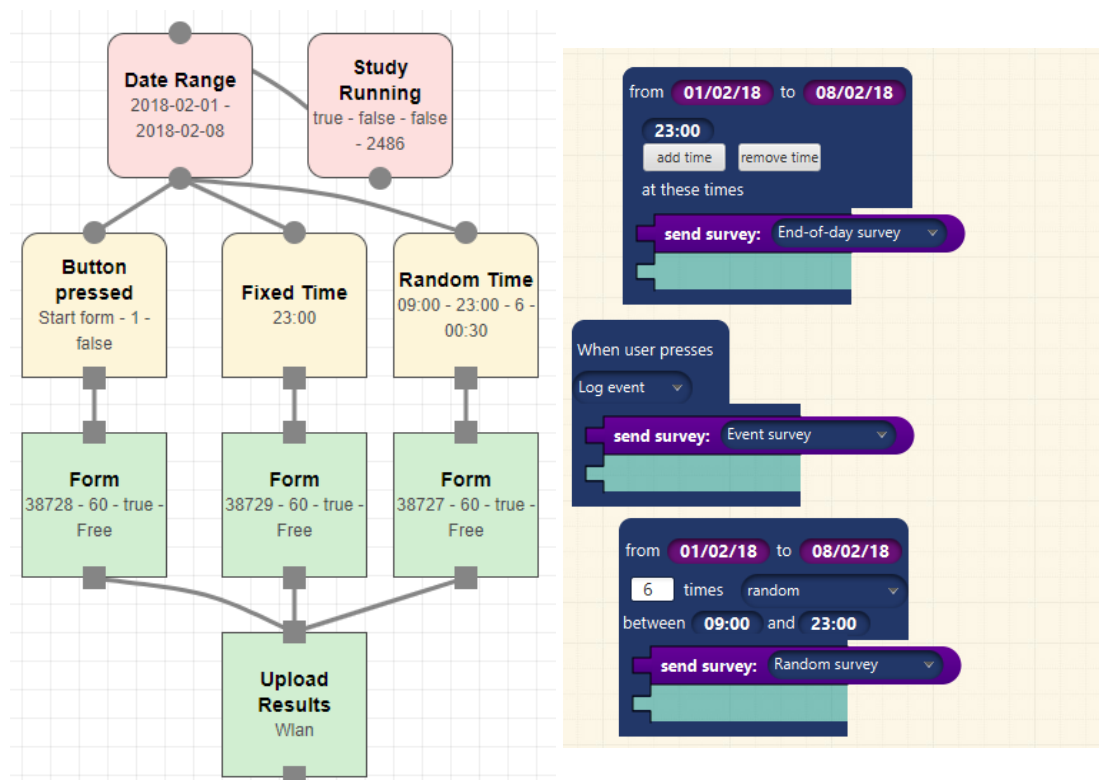 Date Range
2018-02-01 -
2018-02-08
Study
Running
true - false - false
- 2486
Button
pressed
Start form - 1 -
false
Fixed Time
23:00
Random Time
09:00 - 23:00 - 6 -
00:30
Form
38728 - 60 - true -
Free
Form
38729 - 60 - true -
Free
Form
38727 - 60 - true -
Free
Upload
Results
Wlan
from 01/02/18 to 08/02/18
23:00
add time remove time
at these times
send survey: End-of-day survey
When user presses
Log event
send survey: Event survey
from 01/02/18 to 08/02/18
6 times random
between 09:00 and 23:00
send survey: Random survey